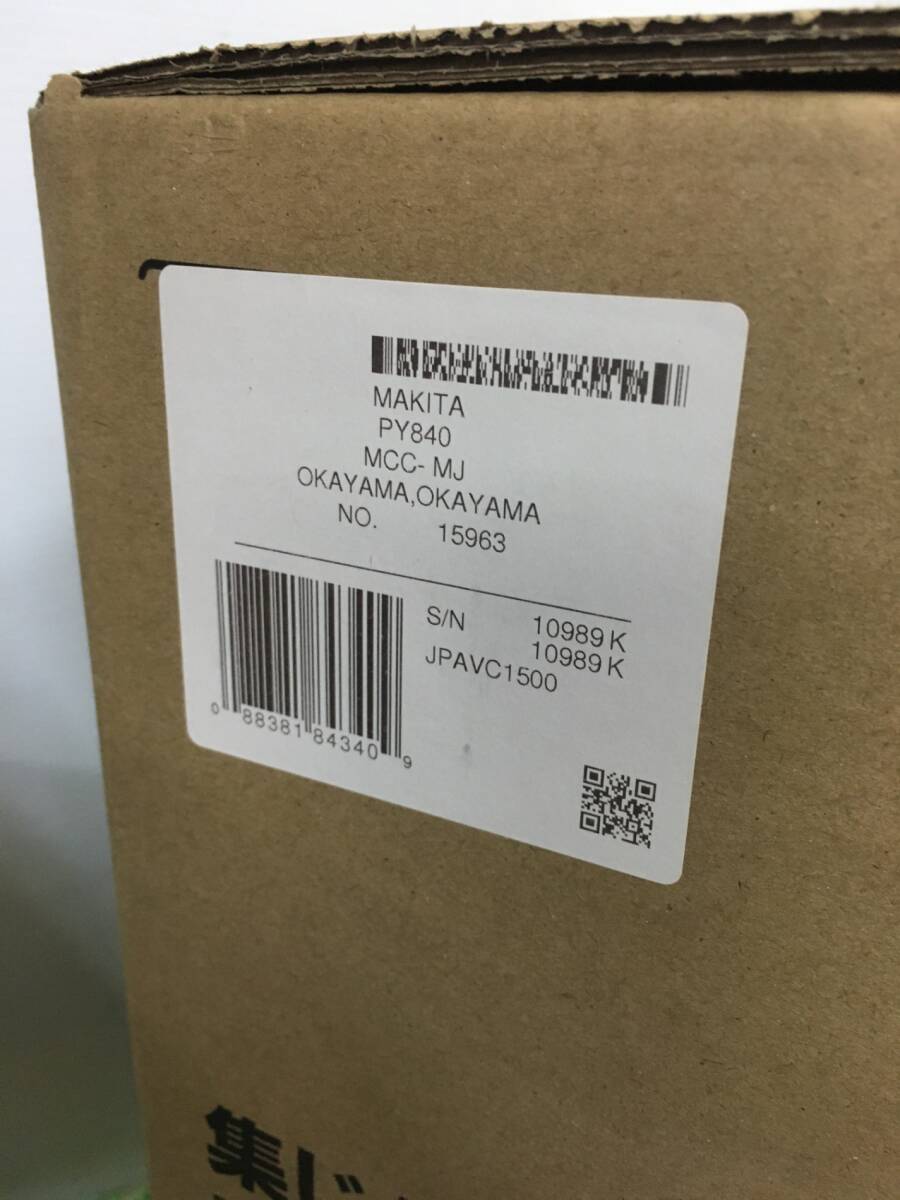 MAKITA
PY840
MCC- MJ
OKAYAMA,OKAYAMA
NO. 15963
S/N 10989 K
10989 K
JPAVC1500
0 88381 84340 9
集じ